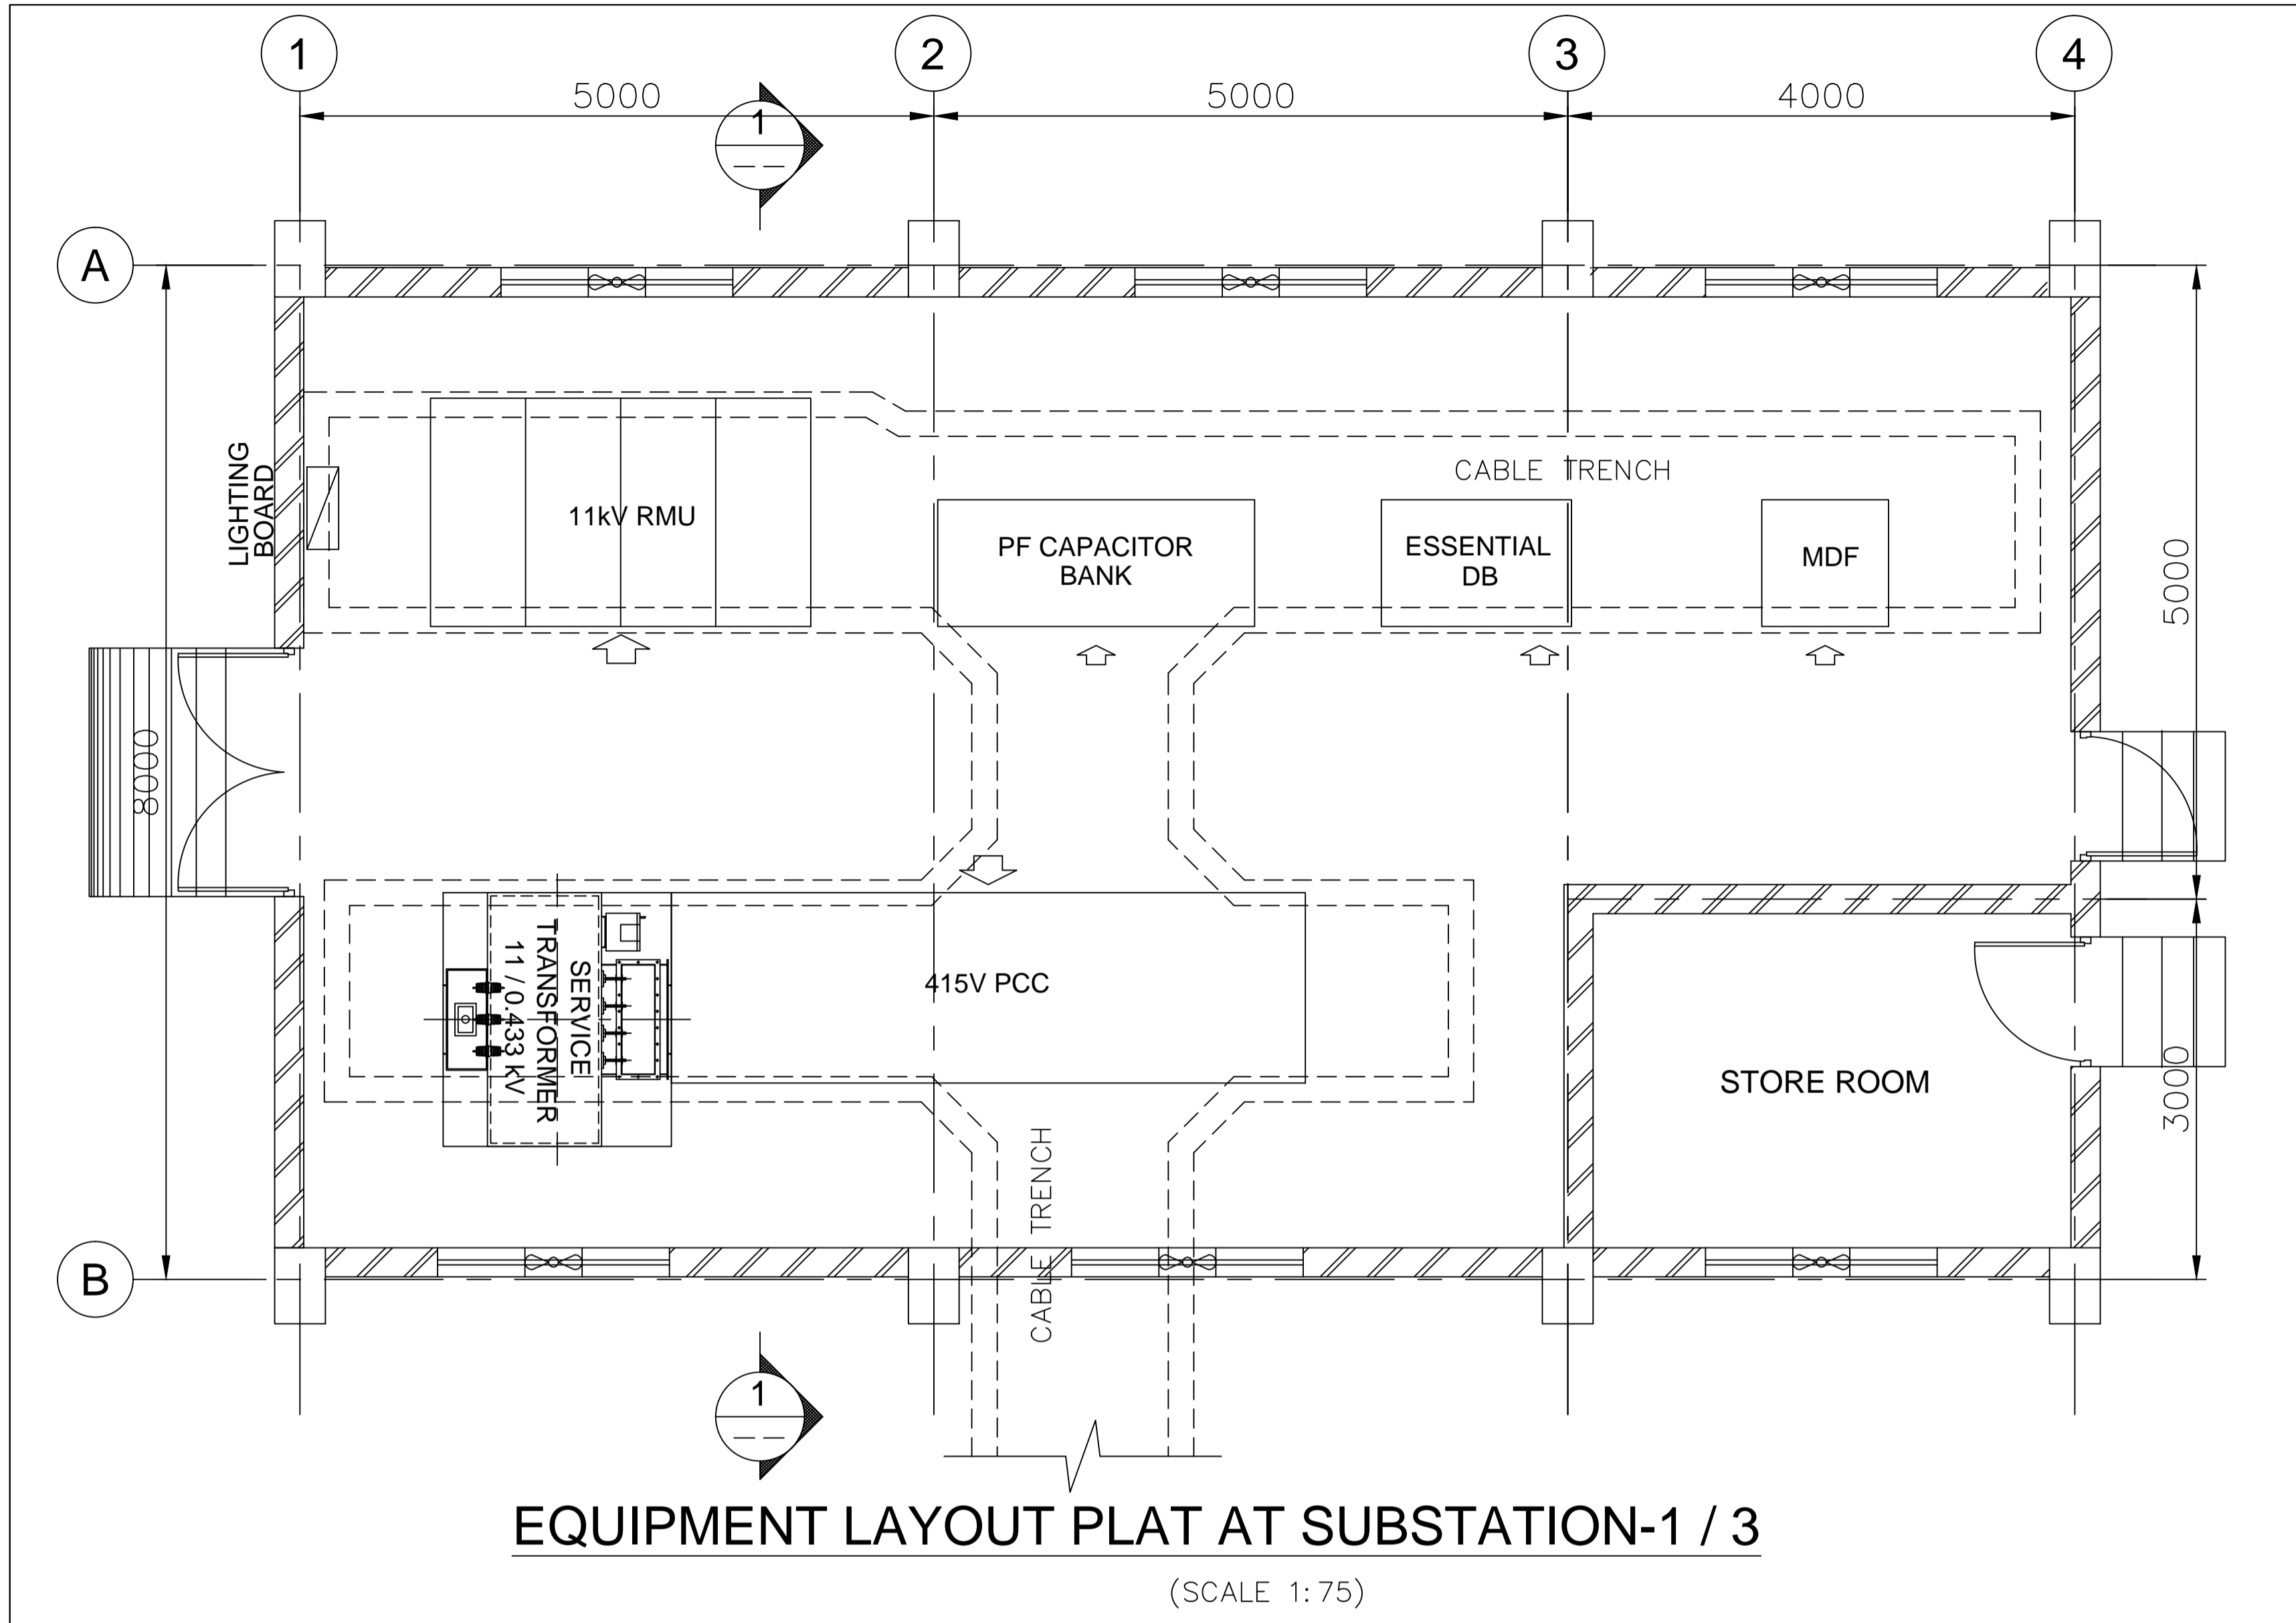 1
2
3
4
5000
5000
4000
1
A
LIGHTING
BOARD
11kV RMU
CABLE TRENCH
PF CAPACITOR
BANK
ESSENTIAL
DB
MDF
5000
8000
SERVICE
TRANSFORMER
11 / 0.433 kV
415V PCC
STORE ROOM
3000
CABLE TRENCH
B
1
EQUIPMENT LAYOUT PLAT AT SUBSTATION-1 / 3
(SCALE 1:75)